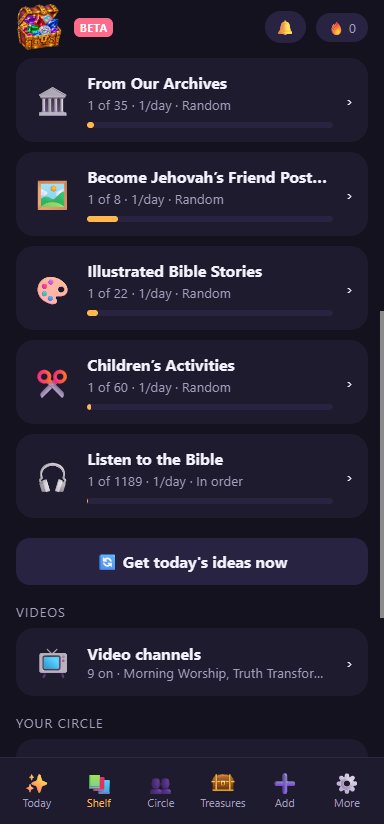 BETA
0
From Our Archives
1 of 35 · 1/day · Random
Become Jehovah's Friend Post...
1 of 8 · 1/day · Random
Illustrated Bible Stories
1 of 22 · 1/day · Random
Children's Activities
1 of 60 · 1/day · Random
Listen to the Bible
1 of 1189 · 1/day · In order
Get today's ideas now
VIDEOS
Video channels
9 on · Morning Worship, Truth Transfor...
YOUR CIRCLE
Today Shelf Circle Treasures Add More